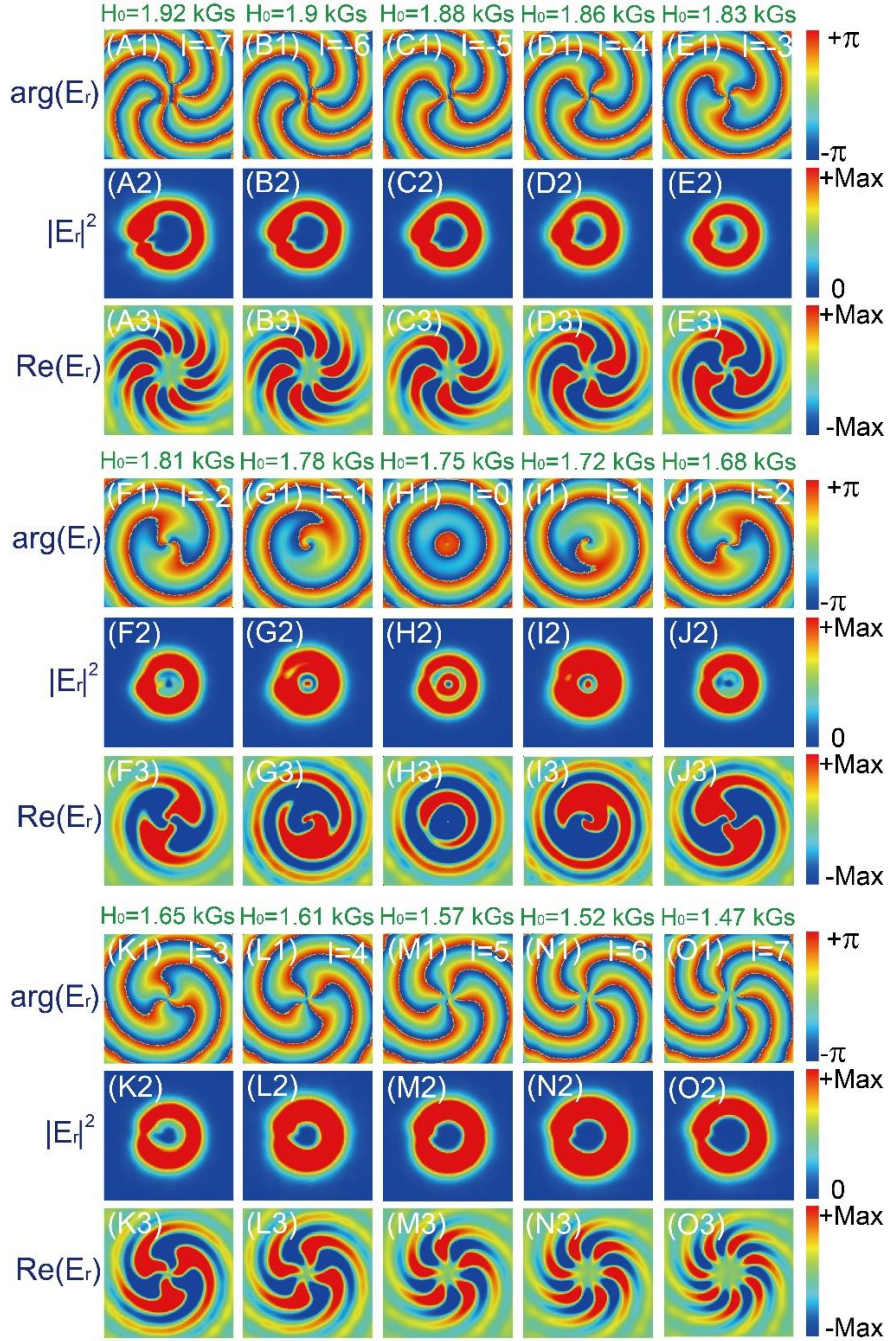 H₀=1.92 kGs H₀=1.9 kGs H₀=1.88 kGs H₀=1.86 kGs H₀=1.83 kGs
(A1) l=-7 (B1) l=-6 (C1) l=-5 (D1) l=-4 (E1) l=-3 +π
arg(Eᵣ)
-π
(A2) (B2) (C2) (D2) (E2) +Max
|Eᵣ|²
0
(A3) (B3) (C3) (D3) (E3) +Max
Re(Eᵣ)
-Max
H₀=1.81 kGs H₀=1.78 kGs H₀=1.75 kGs H₀=1.72 kGs H₀=1.68 kGs
(F1) l=-2 (G1) l=-1 (H1) l=0 (I1) l=1 (J1) l=2 +π
arg(Eᵣ)
-π
(F2) (G2) (H2) (I2) (J2) +Max
|Eᵣ|²
0
(F3) (G3) (H3) (I3) (J3) +Max
Re(Eᵣ)
-Max
H₀=1.65 kGs H₀=1.61 kGs H₀=1.57 kGs H₀=1.52 kGs H₀=1.47 kGs
(K1) l=3 (L1) l=4 (M1) l=5 (N1) l=6 (O1) l=7 +π
arg(Eᵣ)
-π
(K2) (L2) (M2) (N2) (O2) +Max
|Eᵣ|²
0
(K3) (L3) (M3) (N3) (O3) +Max
Re(Eᵣ)
-Max